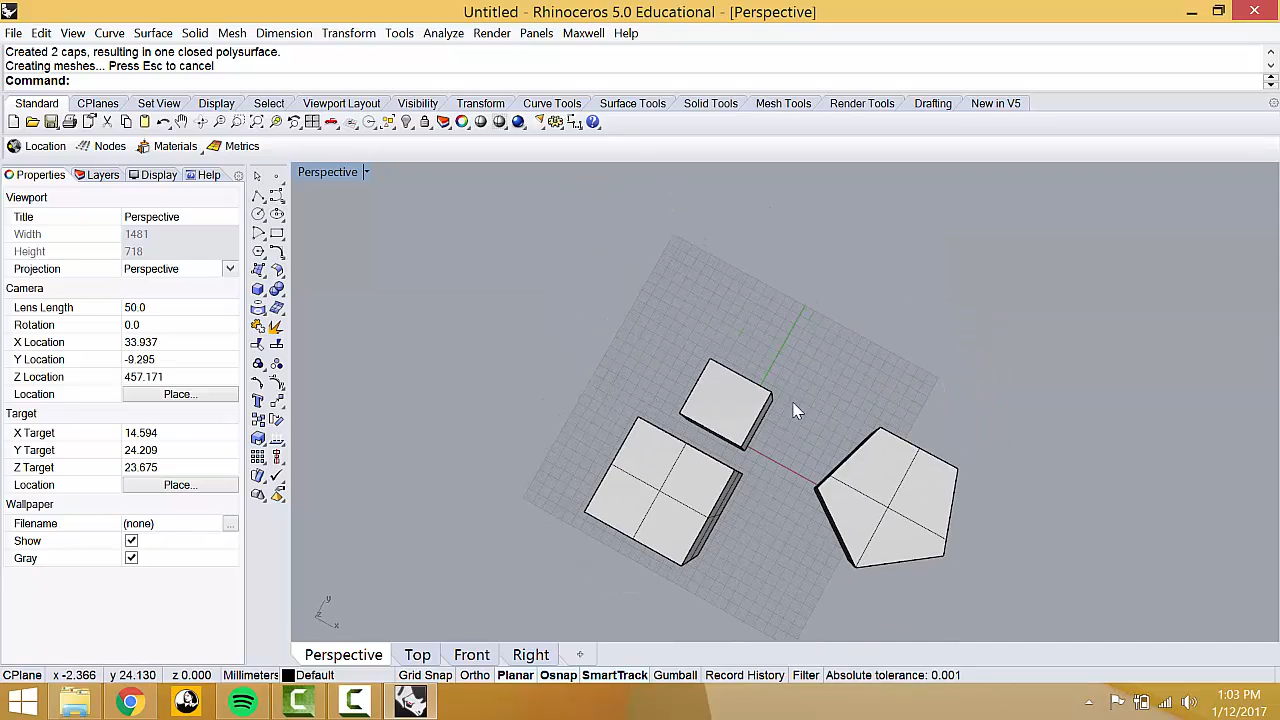 Untitled - Rhinoceros 5.0 Educational - [Perspective]
File Edit View Curve Surface Solid Mesh Dimension Transform Tools Analyze Render Panels Maxwell Help
Created 2 caps, resulting in one closed polysurface.
Creating meshes... Press Esc to cancel
Command:
Standard CPlanes Set View Display Select Viewport Layout Visibility Transform Curve Tools Surface Tools Solid Tools Mesh Tools Render Tools Drafting New in V5
Location Nodes Materials Metrics
Properties Layers Display Help
Perspective
Viewport
Title Perspective
Width 1481
Height 718
Projection Perspective
Camera
Lens Length 50.0
Rotation 0.0
X Location 33.937
Y Location -9.295
Z Location 457.171
Location Place...
Target
X Target 14.594
Y Target 24.209
Z Target 23.675
Location Place...
Wallpaper
Filename (none) ...
Show
Gray
y
z
x
Perspective Top Front Right
CPlane x -2.366 y 24.130 z 0.000 Millimeters Default Grid Snap Ortho Planar Osnap SmartTrack Gumball Record History Filter Absolute tolerance: 0.001
1:03 PM
1/12/2017